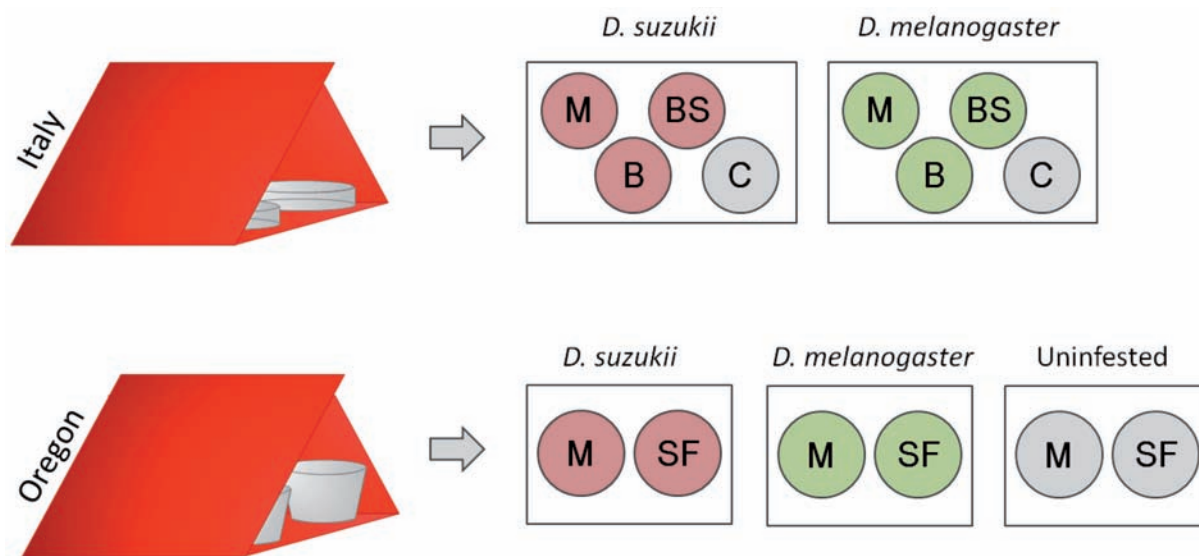 Italy
D. suzukii
D. melanogaster
M
BS
B
C
M
BS
B
C
Oregon
D. suzukii
D. melanogaster
Uninfested
M
SF
M
SF
M
SF